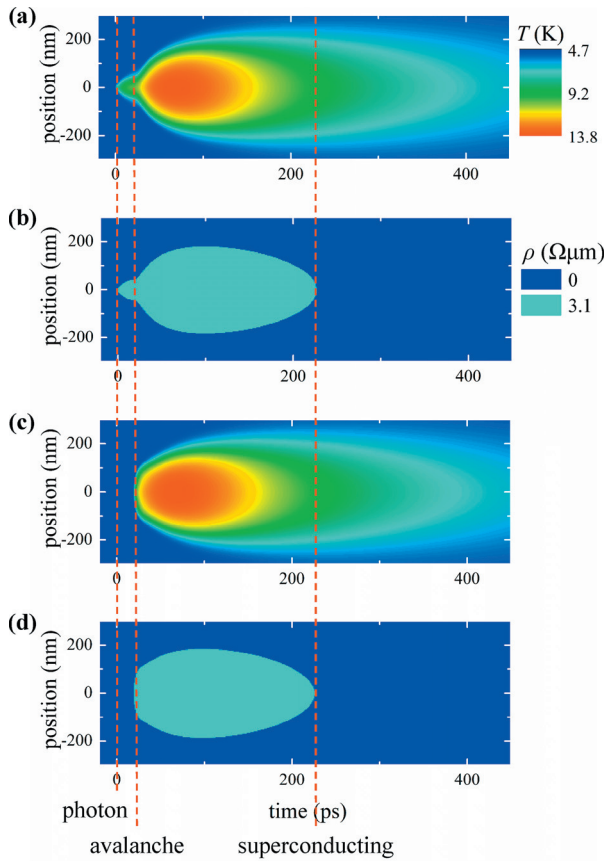 (a)
position (nm)
200
0
-200
0
200
400
T (K)
4.7
9.2
13.8
(b)
position (nm)
200
0
-200
0
200
400
ρ (Ωμm)
0
3.1
(c)
position (nm)
200
0
-200
0
200
400
(d)
position (nm)
200
0
-200
0
200
400
photon
time (ps)
avalanche
superconducting